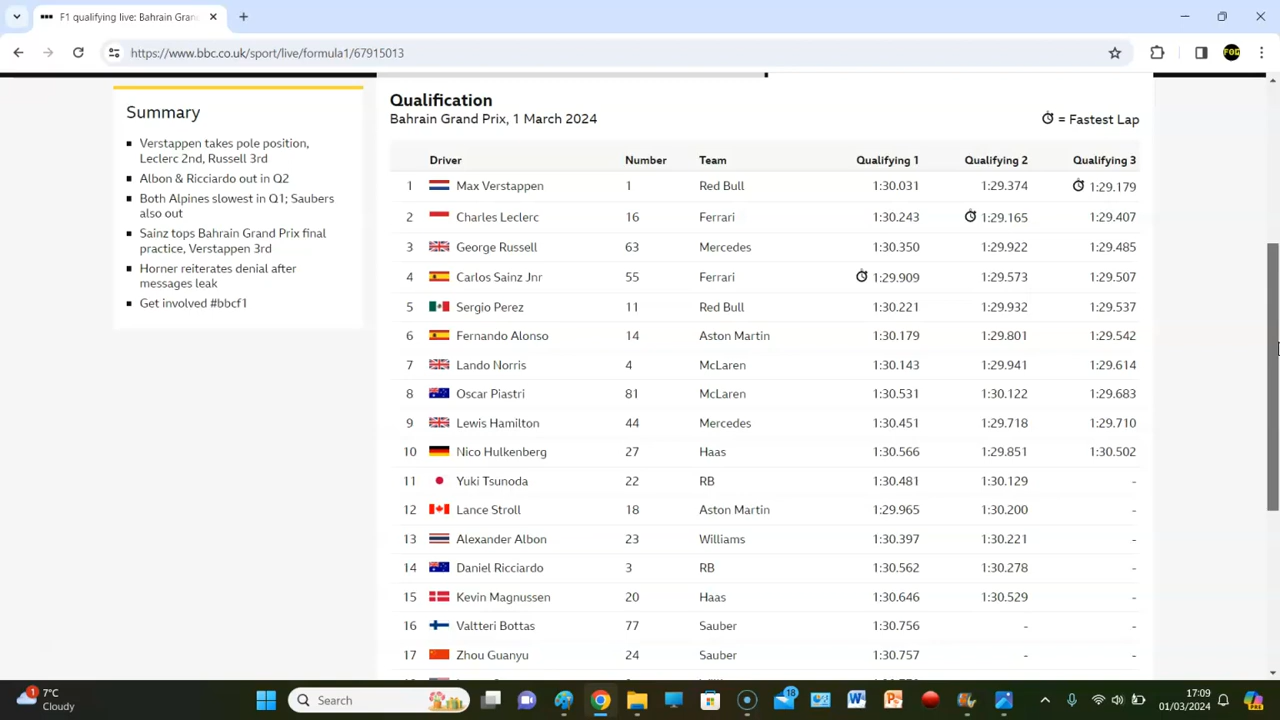 F1 qualifying live: Bahrain Gran
https://www.bbc.co.uk/sport/live/formula1/67915013
FOG
Summary
Verstappen takes pole position,
Leclerc 2nd, Russell 3rd
Albon & Ricciardo out in Q2
Both Alpines slowest in Q1; Saubers
also out
Sainz tops Bahrain Grand Prix final
practice, Verstappen 3rd
Horner reiterates denial after
messages leak
Get involved #bbcf1
Qualification
Bahrain Grand Prix, 1 March 2024
= Fastest Lap
Driver Number Team Qualifying 1 Qualifying 2 Qualifying 3
1 Max Verstappen 1 Red Bull 1:30.031 1:29.374 1:29.179
2 Charles Leclerc 16 Ferrari 1:30.243 1:29.165 1:29.407
3 George Russell 63 Mercedes 1:30.350 1:29.922 1:29.485
4 Carlos Sainz Jnr 55 Ferrari 1:29.909 1:29.573 1:29.507
5 Sergio Perez 11 Red Bull 1:30.221 1:29.932 1:29.537
6 Fernando Alonso 14 Aston Martin 1:30.179 1:29.801 1:29.542
7 Lando Norris 4 McLaren 1:30.143 1:29.941 1:29.614
8 Oscar Piastri 81 McLaren 1:30.531 1:30.122 1:29.683
9 Lewis Hamilton 44 Mercedes 1:30.451 1:29.718 1:29.710
10 Nico Hulkenberg 27 Haas 1:30.566 1:29.851 1:30.502
11 Yuki Tsunoda 22 RB 1:30.481 1:30.129 -
12 Lance Stroll 18 Aston Martin 1:29.965 1:30.200 -
13 Alexander Albon 23 Williams 1:30.397 1:30.221 -
14 Daniel Ricciardo 3 RB 1:30.562 1:30.278 -
15 Kevin Magnussen 20 Haas 1:30.646 1:30.529 -
16 Valtteri Bottas 77 Sauber 1:30.756 - -
17 Zhou Guanyu 24 Sauber 1:30.757 - -
1
7°C
Cloudy
Search
18
17:09
01/03/2024